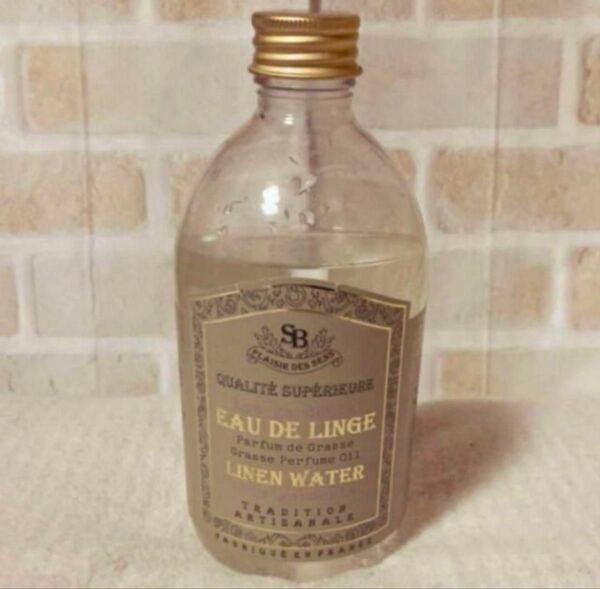 SB
PLAISIR DES SENS
QUALITÉ SUPÉRIEURE
EAU DE LINGE
Parfum de Grasse
Grasse Perfume Oil
LINEN WATER
TRADITION
ARTISANALE
FABRIQUÉ EN FRANCE